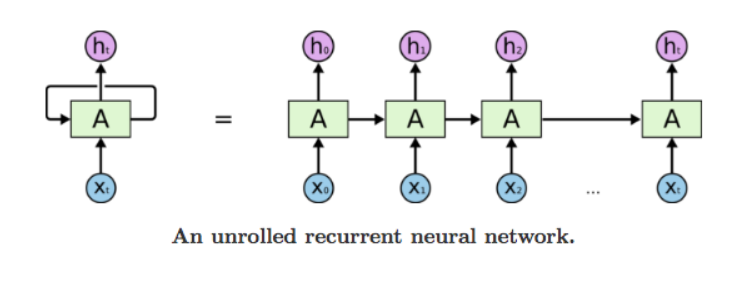 hₜ h₀ h₁ h₂ hₜ
A = A A A A
Xₜ X₀ X₁ X₂ ... Xₜ
An unrolled recurrent neural network.